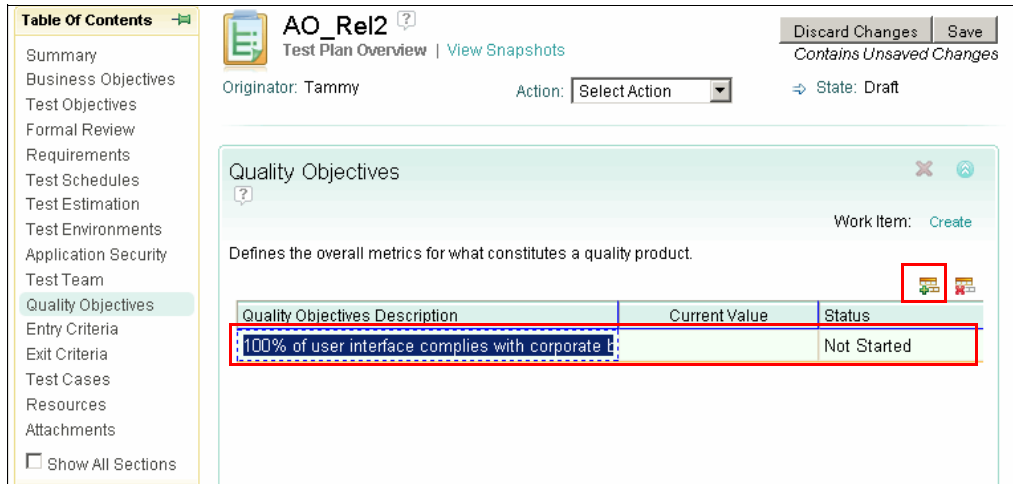 Table Of Contents
Summary
Business Objectives
Test Objectives
Formal Review
Requirements
Test Schedules
Test Estimation
Test Environments
Application Security
Test Team
Quality Objectives
Entry Criteria
Exit Criteria
Test Cases
Resources
Attachments
Show All Sections
AO_Rel2 ?
Test Plan Overview | View Snapshots
Discard Changes Save
Contains Unsaved Changes
Originator: Tammy Action: Select Action State: Draft
Quality Objectives
?
Work Item: Create
Defines the overall metrics for what constitutes a quality product.
Quality Objectives Description Current Value Status
100% of user interface complies with corporate b Not Started